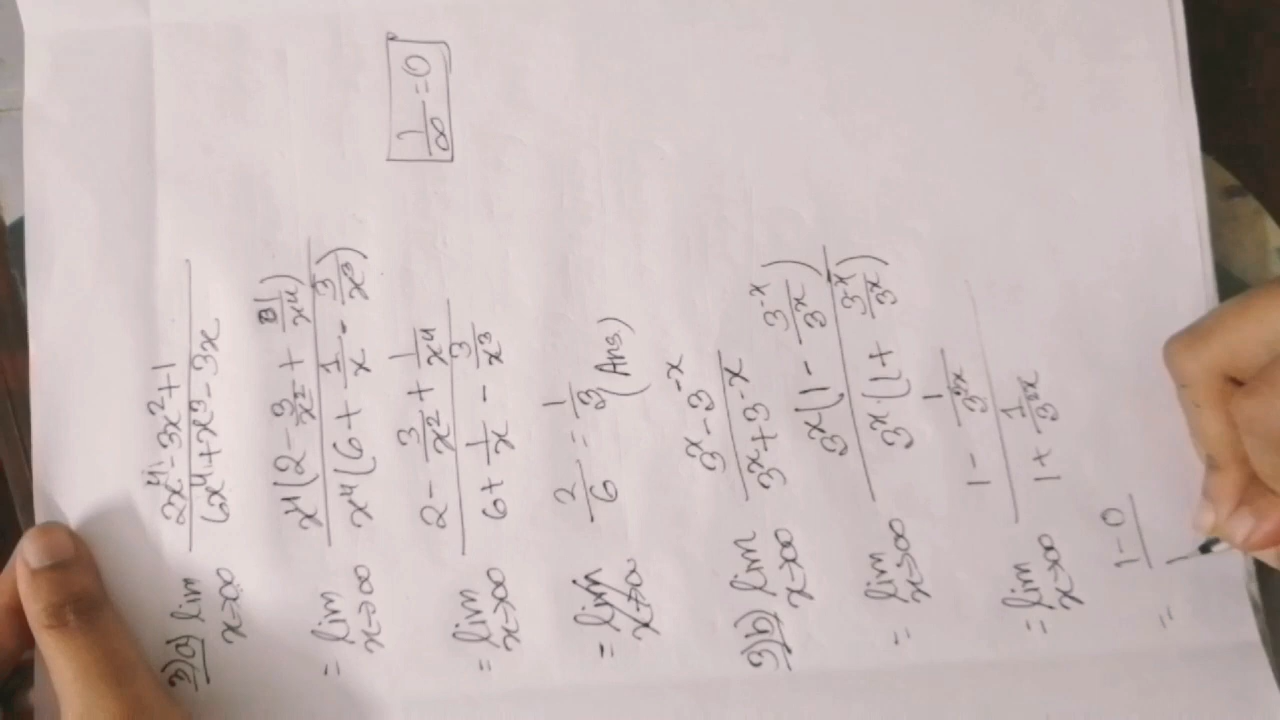 3)a) lim x→∞ (2x⁴ - 3x² + 1)/(6x⁴ + x³ - 3x)
= lim x→∞ x⁴(2 - 3/x² + 1/x⁴)/x⁴(6 + 1/x - 3/x³)
1/∞ = 0
= lim x→∞ (2 - 3/x² + 1/x⁴)/(6 + 1/x - 3/x³)
= lim x→∞ 2/6 = 1/3 (Ans.)
3)b) lim x→∞ (3ˣ - 3⁻ˣ)/(3ˣ + 3⁻ˣ)
= lim x→∞ 3ˣ(1 - 3⁻ˣ/3ˣ)/3ˣ(1 + 3⁻ˣ/3ˣ)
= lim x→∞ (1 - 1/3²ˣ)/(1 + 1/3²ˣ)
= (1 - 0)/1